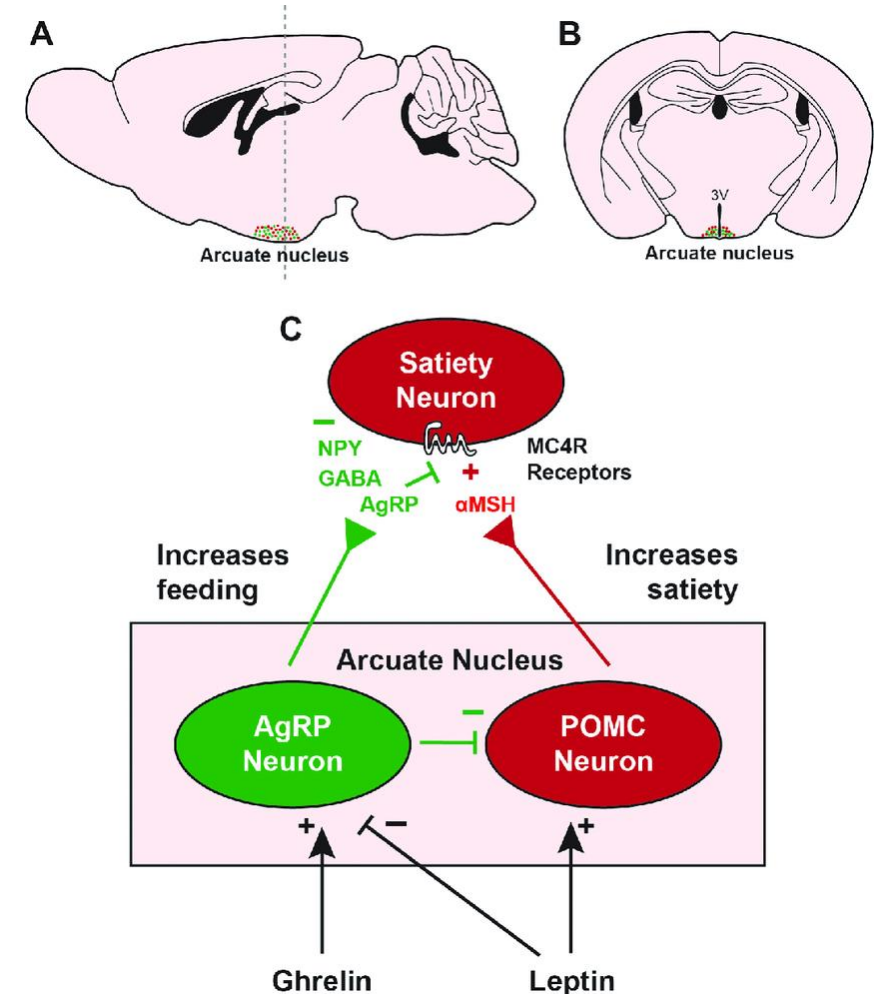 A
B
3V
Arcuate nucleus
Arcuate nucleus
C
Satiety
Neuron
−
NPY
GABA
AgRP
+
αMSH
MC4R
Receptors
Increases
feeding
Increases
satiety
Arcuate Nucleus
AgRP
Neuron
−
POMC
Neuron
+
−
+
Ghrelin
Leptin